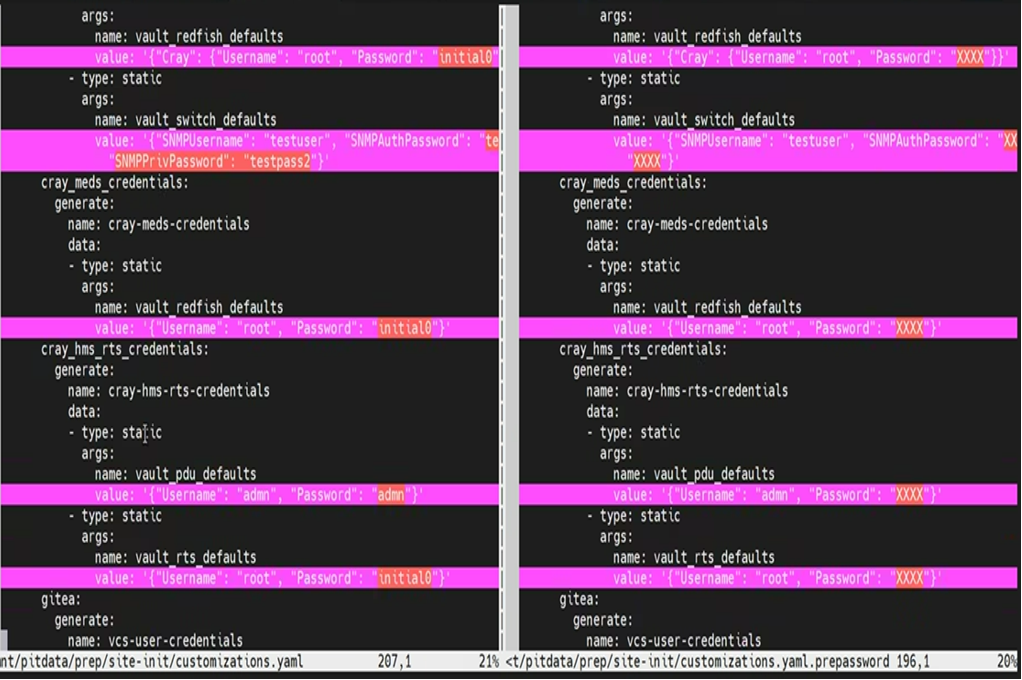 args:
name: vault_redfish_defaults
value: '{"Cray": {"Username": "root", "Password": "initial0"
- type: static
args:
name: vault_switch_defaults
value: '{"SNMPUsername": "testuser", "SNMPAuthPassword": "te
"SNMPPrivPassword": "testpass2"}'
cray_meds_credentials:
generate:
name: cray-meds-credentials
data:
- type: static
args:
name: vault_redfish_defaults
value: '{"Username": "root", "Password": "initial0"}'
cray_hms_rts_credentials:
generate:
name: cray-hms-rts-credentials
data:
- type: static
args:
name: vault_pdu_defaults
value: '{"Username": "admn", "Password": "admn"}'
- type: static
args:
name: vault_rts_defaults
value: '{"Username": "root", "Password": "initial0"}'
gitea:
generate:
name: vcs-user-credentials
nt/pitdata/prep/site-init/customizations.yaml 207,1 21%
args:
name: vault_redfish_defaults
value: '{"Cray": {"Username": "root", "Password": "XXXX"}}'
- type: static
args:
name: vault_switch_defaults
value: '{"SNMPUsername": "testuser", "SNMPAuthPassword": "XX
"XXXX"}'
cray_meds_credentials:
generate:
name: cray-meds-credentials
data:
- type: static
args:
name: vault_redfish_defaults
value: '{"Username": "root", "Password": "XXXX"}'
cray_hms_rts_credentials:
generate:
name: cray-hms-rts-credentials
data:
- type: static
args:
name: vault_pdu_defaults
value: '{"Username": "admn", "Password": "XXXX"}'
- type: static
args:
name: vault_rts_defaults
value: '{"Username": "root", "Password": "XXXX"}'
gitea:
generate:
name: vcs-user-credentials
<t/pitdata/prep/site-init/customizations.yaml.prepassword 196,1 20%